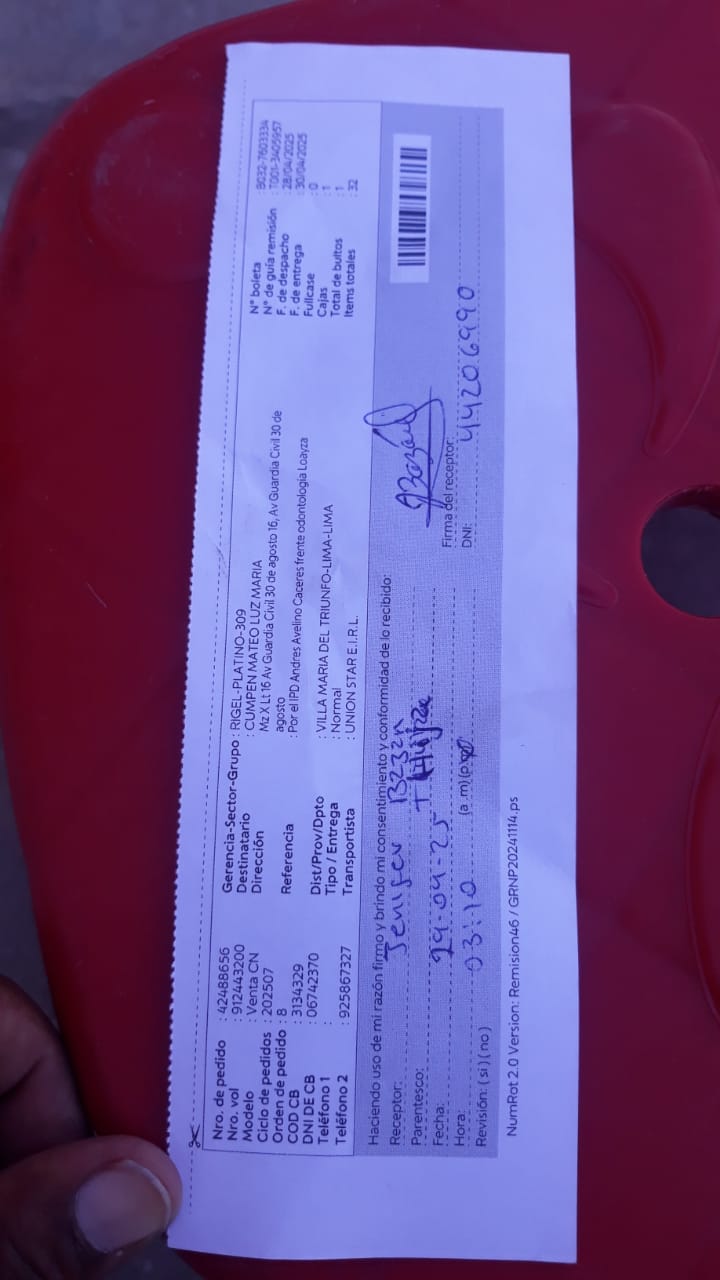 Nro. de pedido : 42488656
Nro. vol : 912443200
Modelo : Venta CN
Ciclo de pedidos : 202507
Orden de pedido : 8
COD CB : 3134329
DNI DE CB : 06742370
Teléfono 1 :
Teléfono 2 : 925867327
Gerencia-Sector-Grupo : RIGEL-PLATINO-309
Destinatario : CUMPEN MATEO LUZ MARIA
Dirección : Mz X Lt 16 Av Guardia Civil 30 de agosto 16, Av Guardia Civil 30 de
agosto
Referencia : Por el IPD Andres Avelino Caceres frente odontologia Loayza
Dist/Prov/Dpto : VILLA MARIA DEL TRIUNFO-LIMA-LIMA
Tipo / Entrega : Normal
Transportista : UNION STAR E.I.R.L.
N° boleta : B032-7603334
N° de guía remisión : T001-3405957
F. de despacho : 28/04/2025
F. de entrega : 30/04/2025
Fullcase : 0
Cajas : 1
Total de bultos : 1
Items totales : 32
Haciendo uso de mi razón firmo y brindo mi consentimiento y conformidad de lo recibido:
Receptor: Jenifer
Parentesco:
Fecha: 29-04-25
Hora: 03:10 (a.m)(p.m)
Revisión: (si) (no)
Firma del receptor:
DNI: 44206990
NumRot 2.0 Version: Remision46 / GRNP20241114.ps